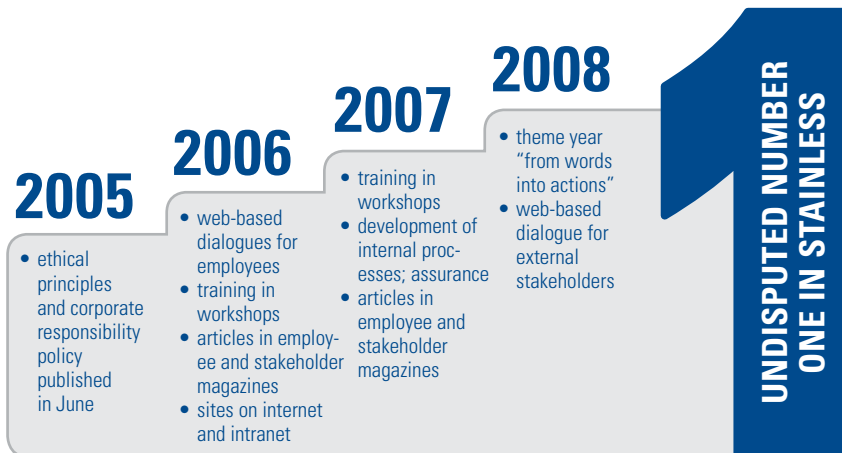 2005
• ethical
principles
and corporate
responsibility
policy
published
in June
2006
• web-based
dialogues for
employees
• training in
workshops
• articles in employ-
ee and stakeholder
magazines
• sites on internet
and intranet
2007
• training in
workshops
• development of
internal proc-
esses; assurance
• articles in
employee and
stakeholder
magazines
2008
• theme year
“from words
into actions”
• web-based
dialogue for
external
stakeholders
1
UNDISPUTED NUMBER
ONE IN STAINLESS